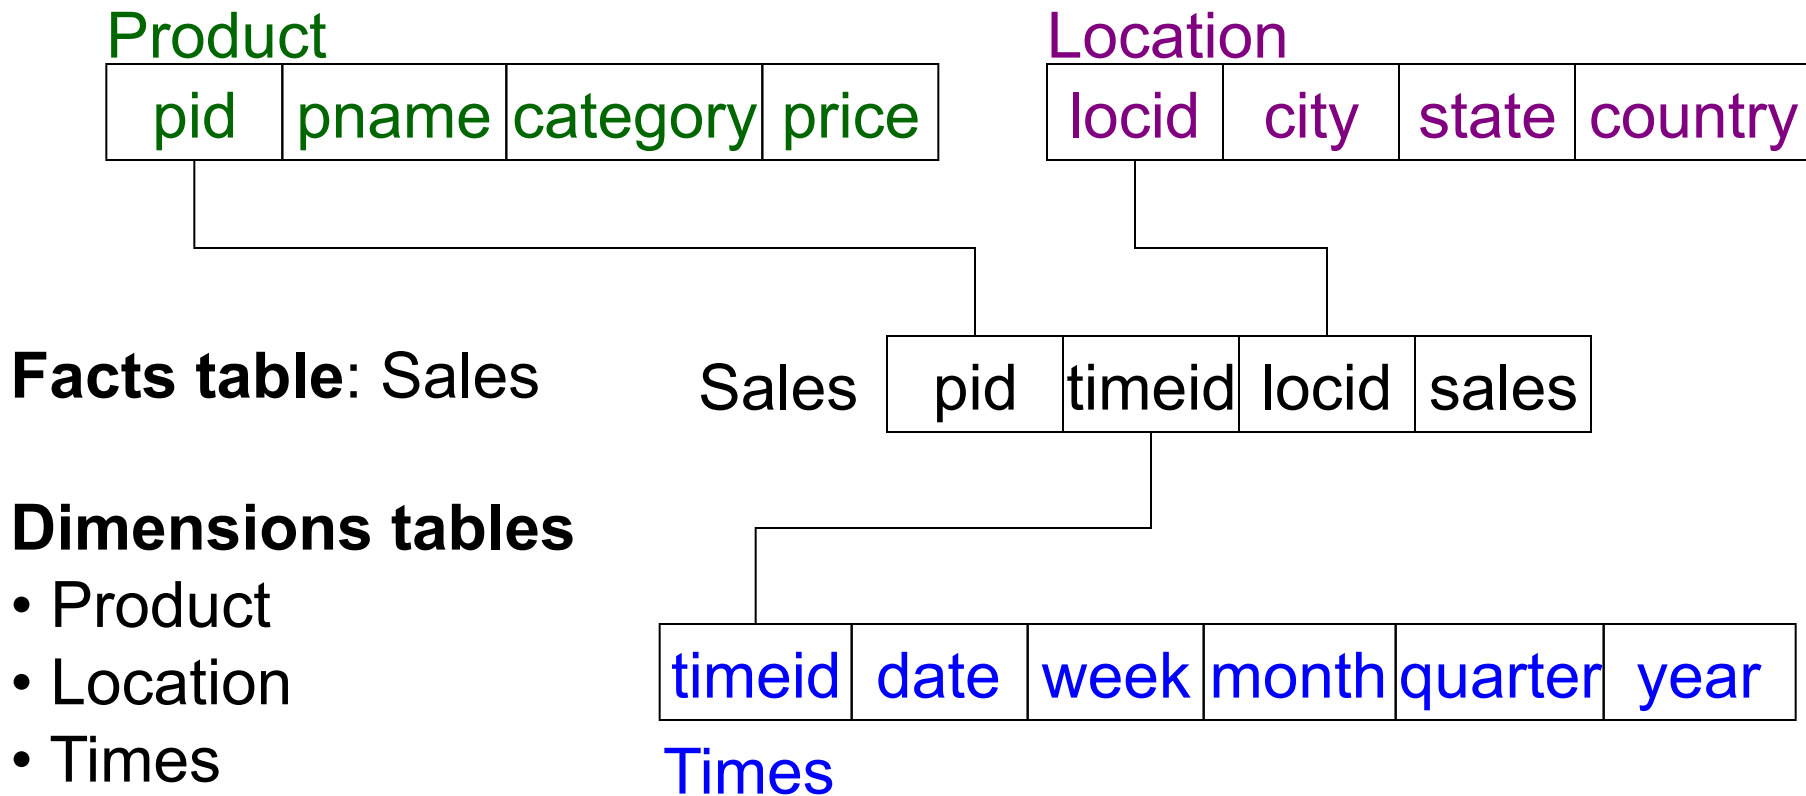 Product
pid pname category price
Location
locid city state country
Facts table: Sales
Sales pid timeid locid sales
Dimensions tables
• Product
• Location
• Times
timeid date week month quarter year
Times